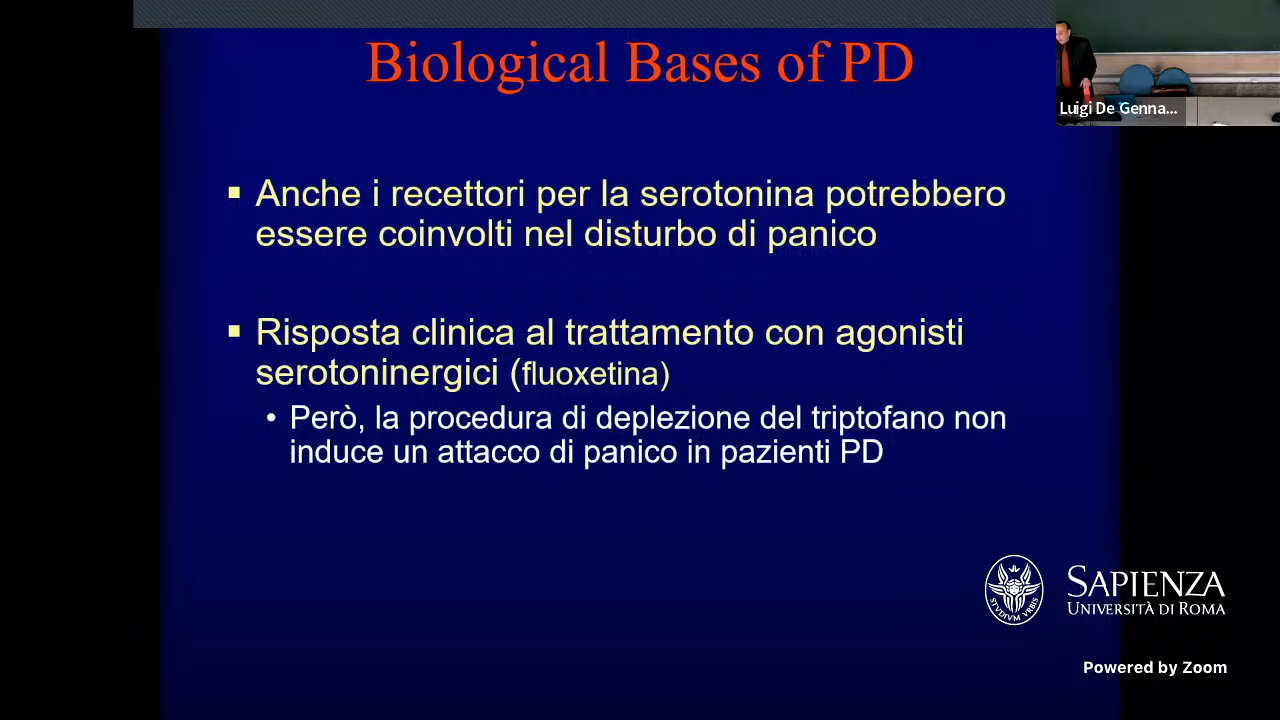 Biological Bases of PD
Luigi De Genna...
▪ Anche i recettori per la serotonina potrebbero
essere coinvolti nel disturbo di panico
▪ Risposta clinica al trattamento con agonisti
serotoninergici (fluoxetina)
• Però, la procedura di deplezione del triptofano non
induce un attacco di panico in pazienti PD
STVDIVM VRBIS
SAPIENZA
UNIVERSITÀ DI ROMA
Powered by Zoom